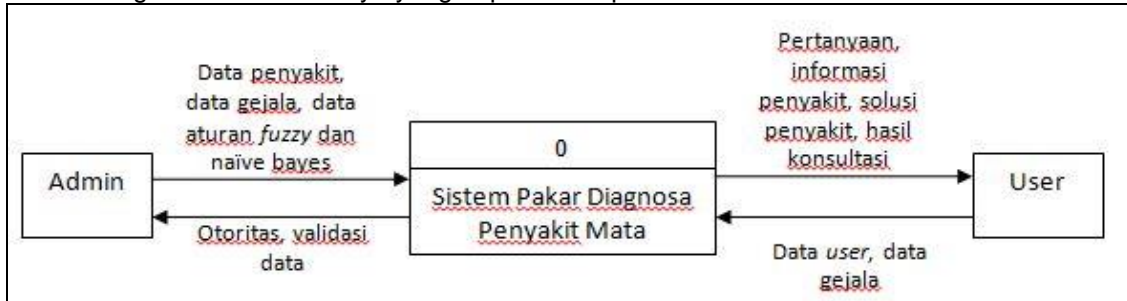 Data penyakit,
data gejala, data
aturan fuzzy dan
naïve bayes
Admin
Otoritas, validasi
data
0
Sistem Pakar Diagnosa
Penyakit Mata
Pertanyaan,
informasi
penyakit, solusi
penyakit, hasil
konsultasi
User
Data user, data
gejala